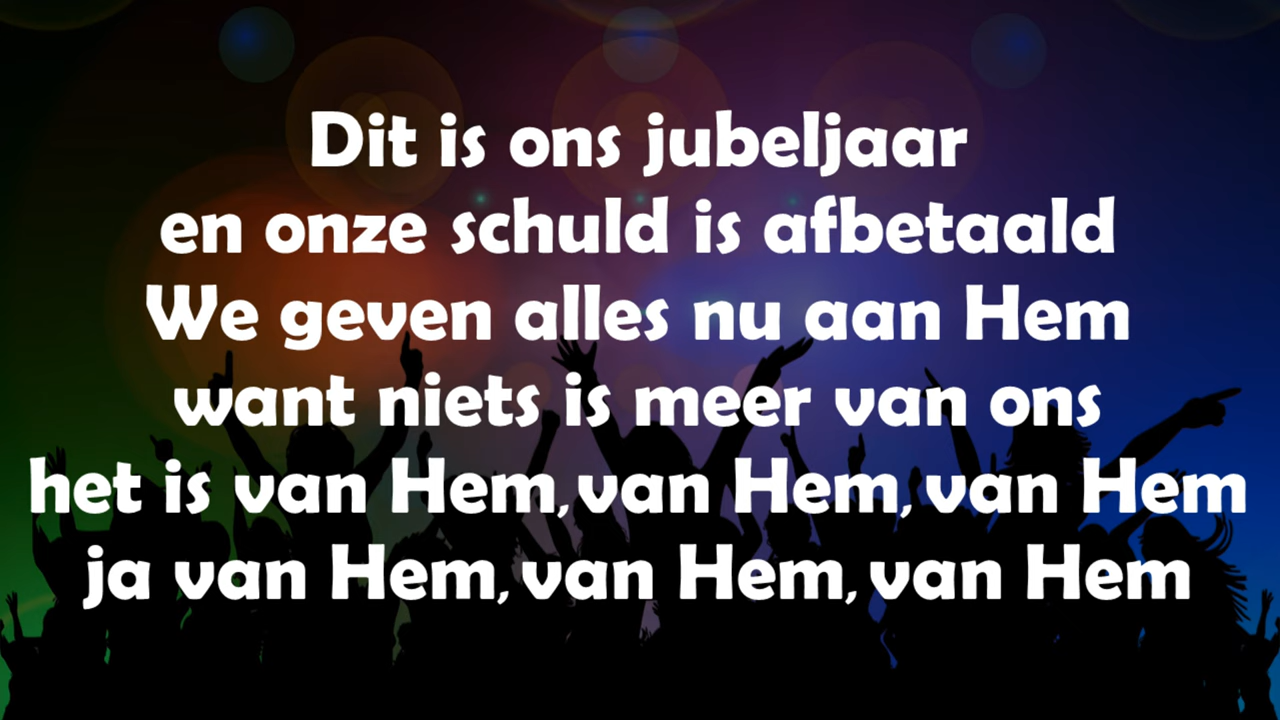 Dit is ons jubeljaar
en onze schuld is afbetaald
We geven alles nu aan Hem
want niets is meer van ons
het is van Hem, van Hem, van Hem
ja van Hem, van Hem, van Hem